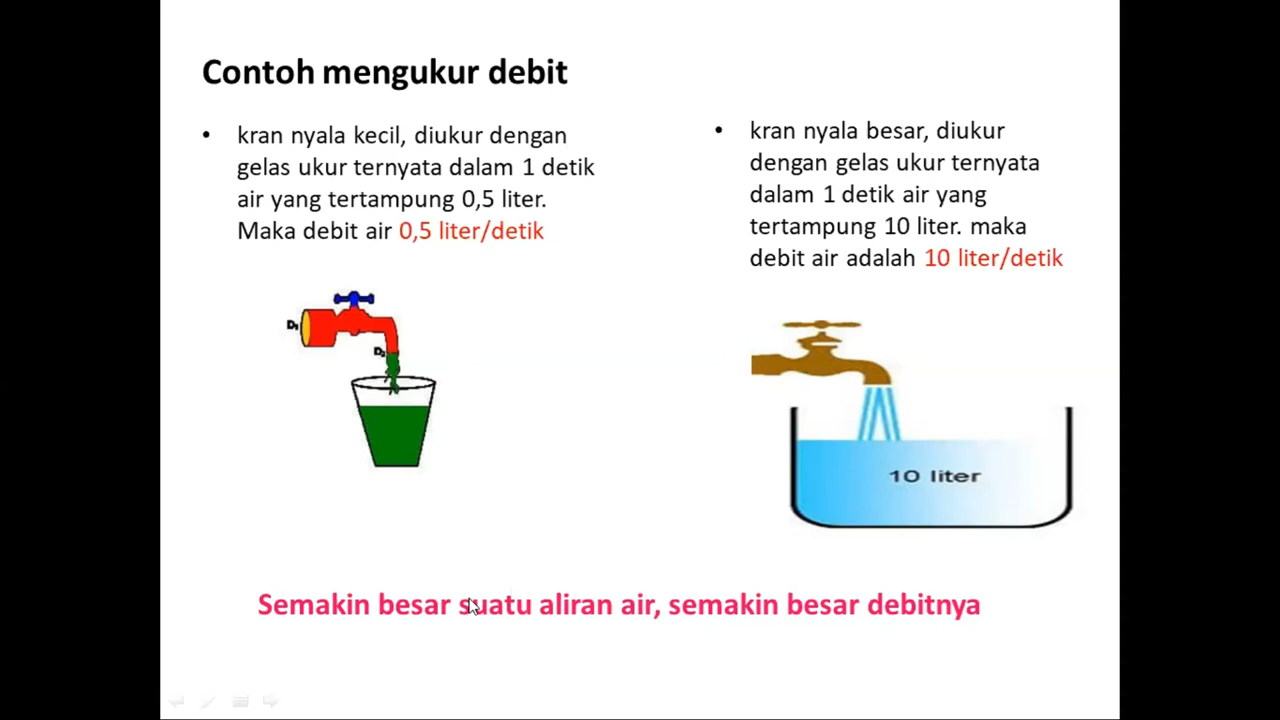 Contoh mengukur debit
• kran nyala kecil, diukur dengan
gelas ukur ternyata dalam 1 detik
air yang tertampung 0,5 liter.
Maka debit air 0,5 liter/detik
• kran nyala besar, diukur
dengan gelas ukur ternyata
dalam 1 detik air yang
tertampung 10 liter. maka
debit air adalah 10 liter/detik
D₁
D₂
10 liter
Semakin besar suatu aliran air, semakin besar debitnya